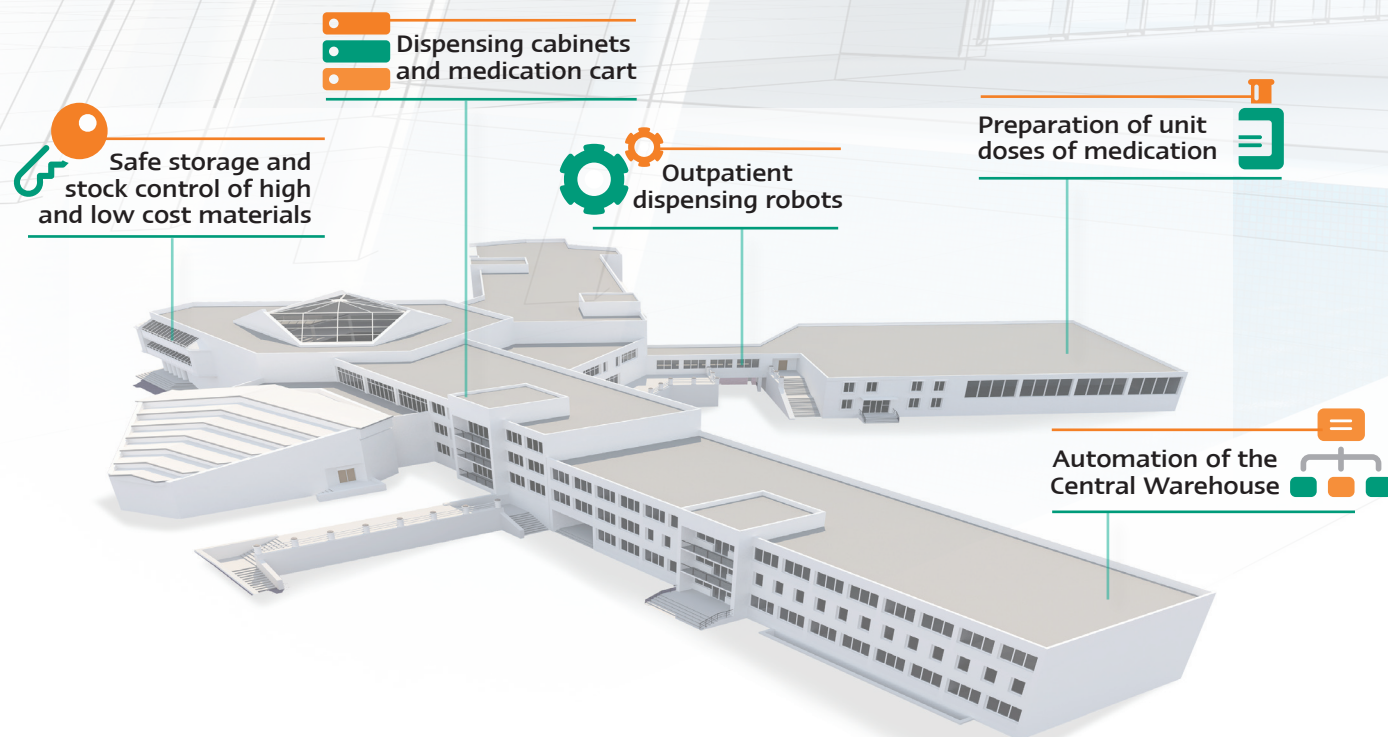 Dispensing cabinets
and medication cart
Safe storage and
stock control of high
and low cost materials
Outpatient
dispensing robots
Preparation of unit
doses of medication
Automation of the
Central Warehouse